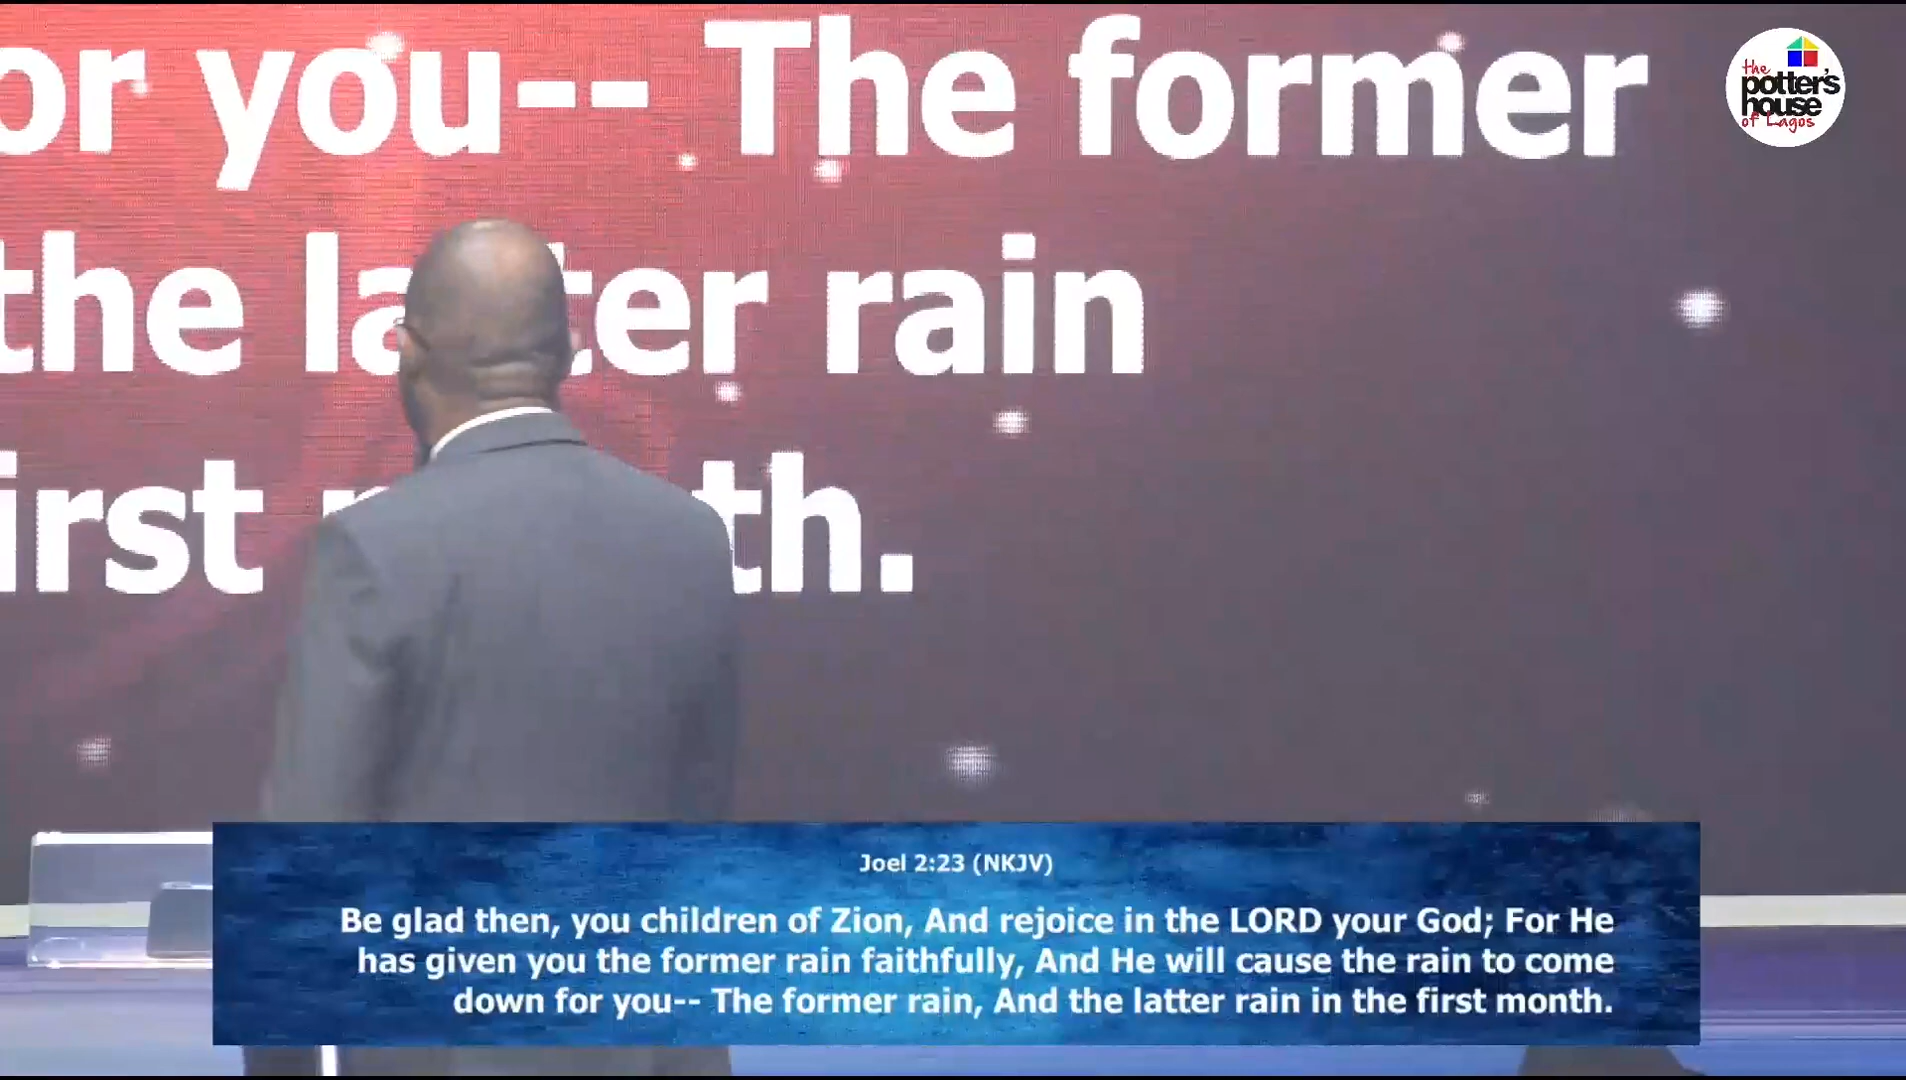 or you-- The former
the la ter rain
irst th.
the
potter's
house
of Lagos
Joel 2:23 (NKJV)
Be glad then, you children of Zion, And rejoice in the LORD your God; For He
has given you the former rain faithfully, And He will cause the rain to come
down for you-- The former rain, And the latter rain in the first month.